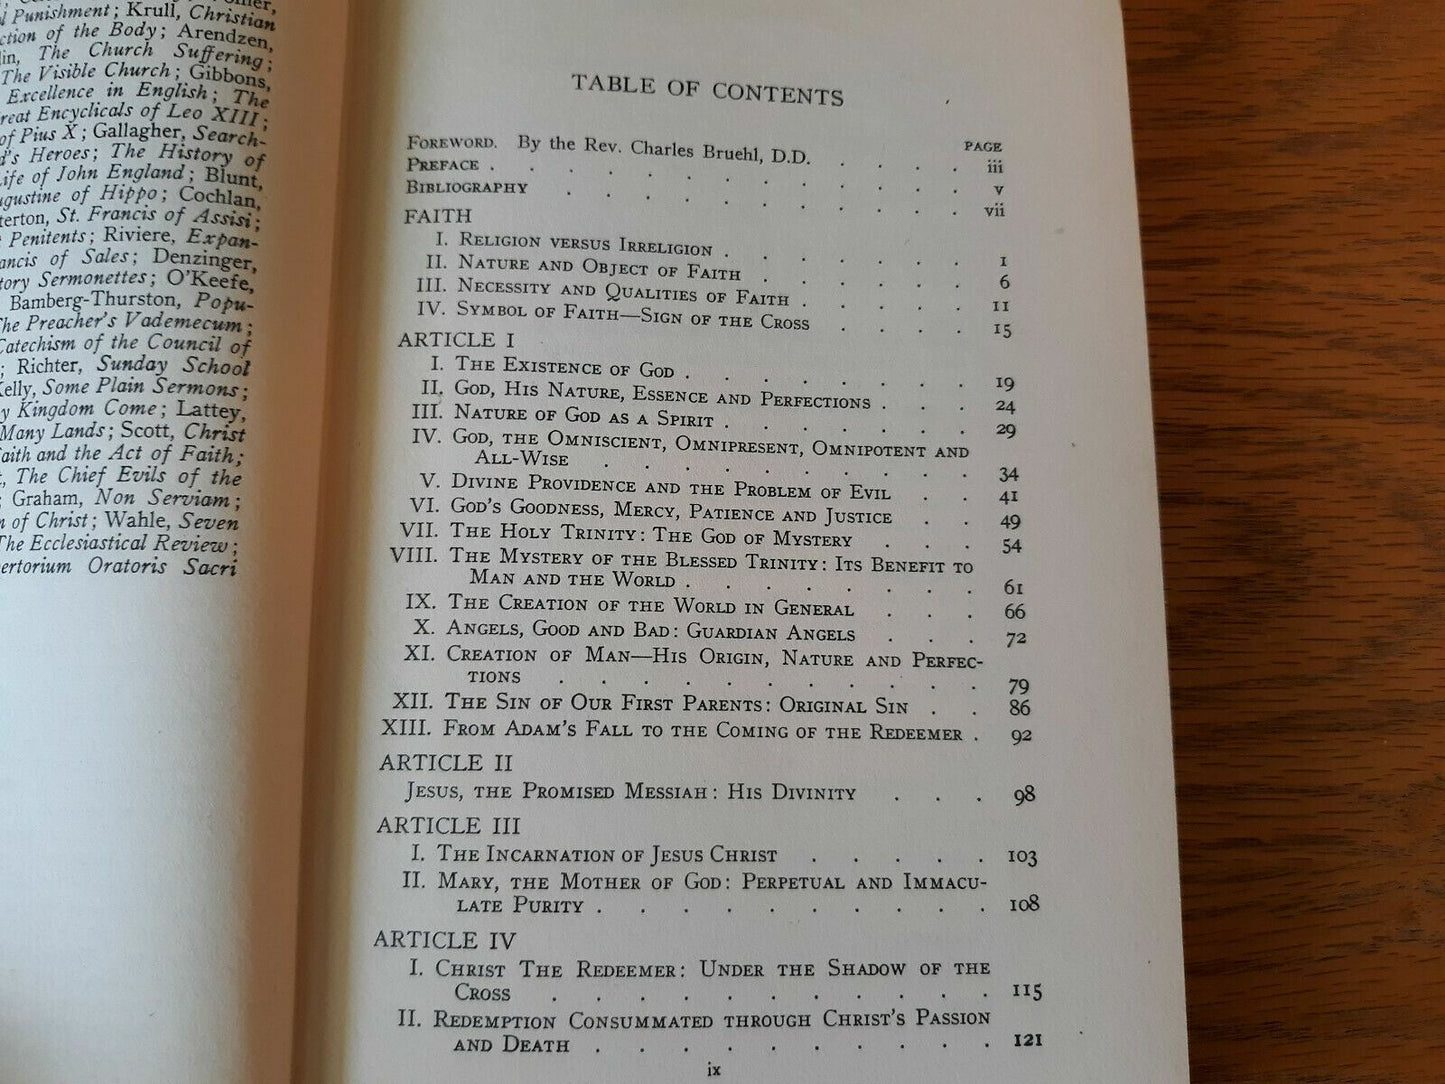 l Punishment; Krull, Christian
ction of the Body; Arendzen,
lin, The Church Suffering;
The Visible Church; Gibbons,
Excellence in English; The
reat Encyclicals of Leo XIII;
of Pius X; Gallagher, Search-
d's Heroes; The History of
Life of John England; Blunt,
ugustine of Hippo; Cochlan,
terton, St. Francis of Assisi;
Penitents; Riviere, Expan-
ancis of Sales; Denzinger,
tory Sermonettes; O'Keefe,
Bamberg-Thurston, Popu-
The Preacher's Vademecum;
Catechism of the Council of
; Richter, Sunday School
Kelly, Some Plain Sermons;
y Kingdom Come; Lattey,
Many Lands; Scott, Christ
aith and the Act of Faith;
t, The Chief Evils of the
; Graham, Non Serviam;
n of Christ; Wahle, Seven
The Ecclesiastical Review;
pertorium Oratoris Sacri
TABLE OF CONTENTS
PAGE
Foreword. By the Rev. Charles Bruehl, D.D. . . . . iii
Preface . . . . . . . . . . . . v
Bibliography . . . . . . . . . . . vii
FAITH
I. Religion versus Irreligion . . . . . . . 1
II. Nature and Object of Faith . . . . . . 6
III. Necessity and Qualities of Faith . . . . . 11
IV. Symbol of Faith—Sign of the Cross . . . . 15
ARTICLE I
I. The Existence of God . . . . . . . . 19
II. God, His Nature, Essence and Perfections . . . 24
III. Nature of God as a Spirit . . . . . . . 29
IV. God, the Omniscient, Omnipresent, Omnipotent and
All-Wise . . . . . . . . . . 34
V. Divine Providence and the Problem of Evil . . 41
VI. God's Goodness, Mercy, Patience and Justice . . 49
VII. The Holy Trinity: The God of Mystery . . . 54
VIII. The Mystery of the Blessed Trinity: Its Benefit to
Man and the World . . . . . . . . 61
IX. The Creation of the World in General . . . 66
X. Angels, Good and Bad: Guardian Angels . . . 72
XI. Creation of Man—His Origin, Nature and Perfec-
tions . . . . . . . . . . . 79
XII. The Sin of Our First Parents: Original Sin . . 86
XIII. From Adam's Fall to the Coming of the Redeemer . 92
ARTICLE II
Jesus, the Promised Messiah: His Divinity . . . 98
ARTICLE III
I. The Incarnation of Jesus Christ . . . . . 103
II. Mary, the Mother of God: Perpetual and Immacu-
late Purity . . . . . . . . . . 108
ARTICLE IV
I. Christ The Redeemer: Under the Shadow of the
Cross . . . . . . . . . . . 115
II. Redemption Consummated through Christ's Passion
and Death . . . . . . . . . . 121
ix